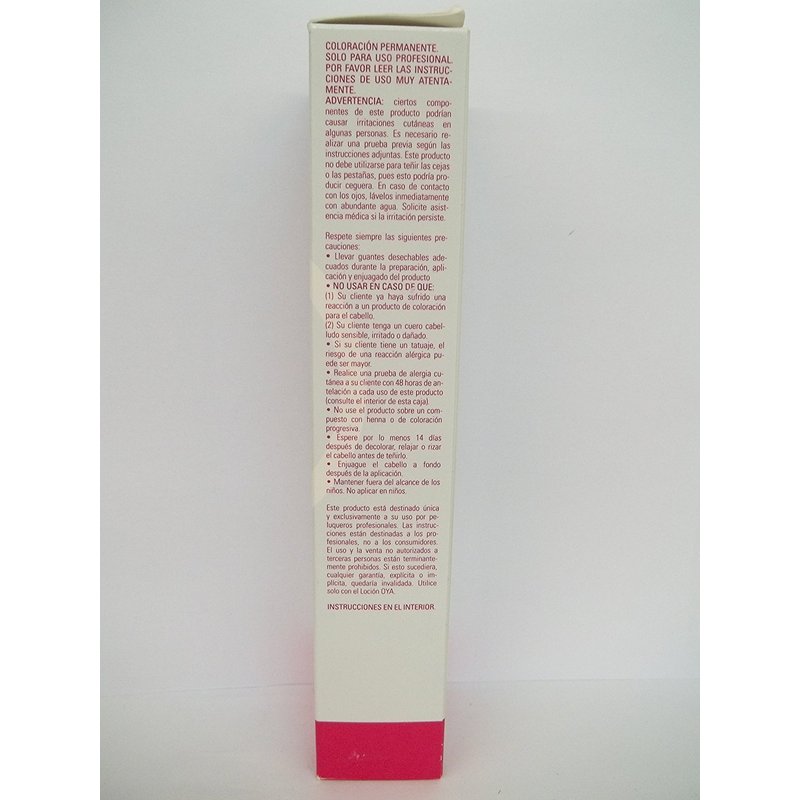 COLORACIÓN PERMANENTE.
SOLO PARA USO PROFESIONAL.
POR FAVOR LEER LAS INSTRUC-
CIONES DE USO MUY ATENTA-
MENTE.
ADVERTENCIA: ciertos compo-
nentes de este producto podrían
causar irritaciones cutáneas en
algunas personas. Es necesario re-
alizar una prueba previa según las
instrucciones adjuntas. Este producto
no debe utilizarse para teñir las cejas
o las pestañas, pues esto podría pro-
ducir ceguera. En caso de contacto
con los ojos, lávelos inmediatamente
con abundante agua. Solicite asist-
encia médica si la irritación persiste.
Respete siempre las siguientes pre-
cauciones:
• Llevar guantes desechables ade-
cuados durante la preparación, apli-
cación y enjuagado del producto
• NO USAR EN CASO DE QUE:
(1) Su cliente ya haya sufrido una
reacción a un producto de coloración
para el cabello.
(2) Su cliente tenga un cuero cabel-
ludo sensible, irritado o dañado.
• Si su cliente tiene un tatuaje, el
riesgo de una reacción alérgica pu-
ede ser mayor.
• Realice una prueba de alergia cu-
tánea a su cliente con 48 horas de an-
telación a cada uso de este producto
(consulte el interior de esta caja).
• No use el producto sobre un com-
puesto con henna o de coloración
progresiva.
• Espere por lo menos 14 días
después de decolorar, relajar o rizar
el cabello antes de teñirlo.
• Enjuague el cabello a fondo
después de la aplicación.
• Mantener fuera del alcance de los
niños. No aplicar en niños.
Este producto está destinado única
y exclusivamente a su uso por pe-
luqueros profesionales. Las instruc-
ciones están destinadas a los pro-
fesionales, no a los consumidores.
El uso y la venta no autorizados a
terceras personas están terminante-
mente prohibidos. Si esto sucediera,
cualquier garantía, explícita o im-
plícita, quedaría invalidada. Utilice
solo con el Loción OYA.
INSTRUCCIONES EN EL INTERIOR.